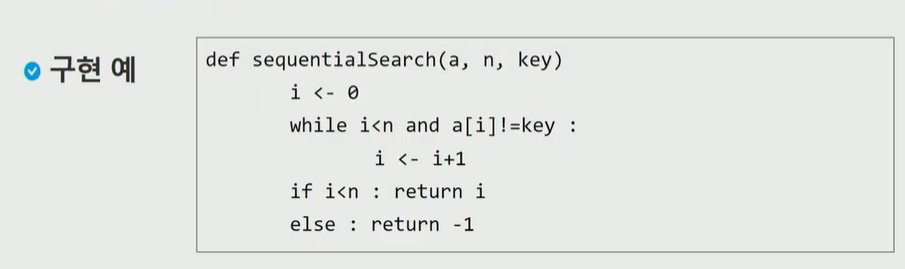 구현 예
def sequentialSearch(a, n, key)
i <- 0
while i<n and a[i]!=key :
i <- i+1
if i<n : return i
else : return -1